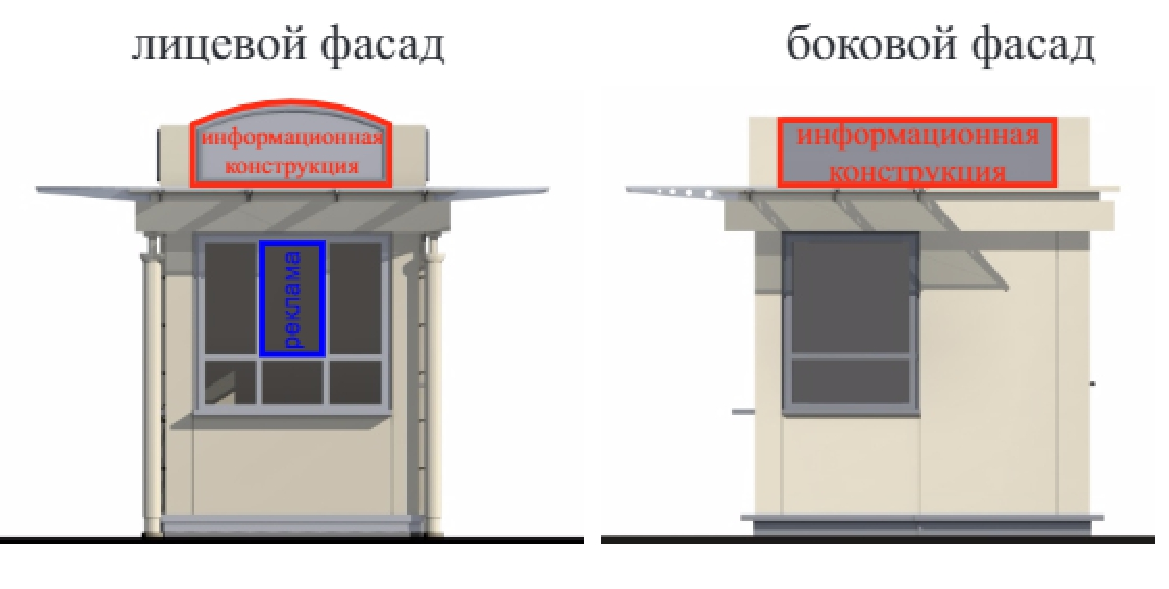 лицевой фасад
боковой фасад
информационная
конструкция
реклама
информационная
конструкция